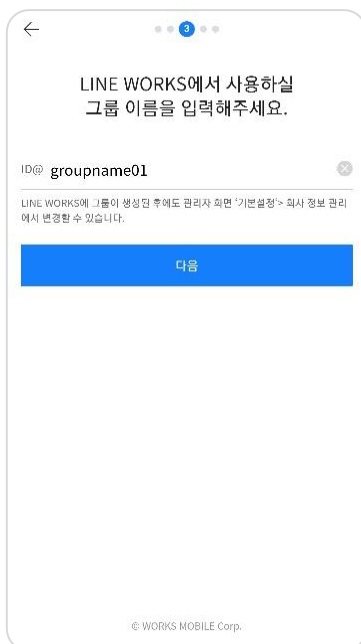 3
LINE WORKS에서 사용하실
그룹 이름을 입력해주세요.
ID@ groupname01
LINE WORKS에 그룹이 생성된 후에도 관리자 화면 '기본설정'> 회사 정보 관리
에서 변경할 수 있습니다.
다음
© WORKS MOBILE Corp.